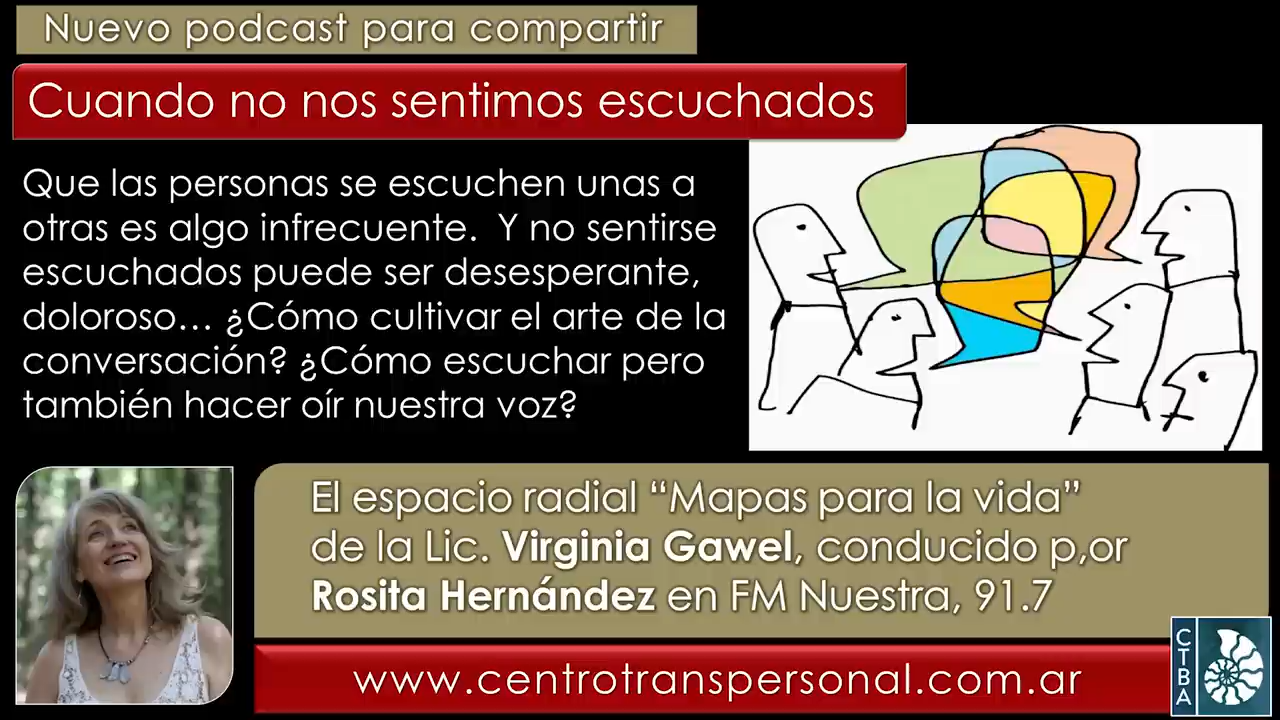 Nuevo podcast para compartir
Cuando no nos sentimos escuchados
Que las personas se escuchen unas a
otras es algo infrecuente. Y no sentirse
escuchados puede ser desesperante,
doloroso... ¿Cómo cultivar el arte de la
conversación? ¿Cómo escuchar pero
también hacer oír nuestra voz?
El espacio radial “Mapas para la vida”
de la Lic. Virginia Gawel, conducido p,or
Rosita Hernández en FM Nuestra, 91.7
www.centrotranspersonal.com.ar
CTBA